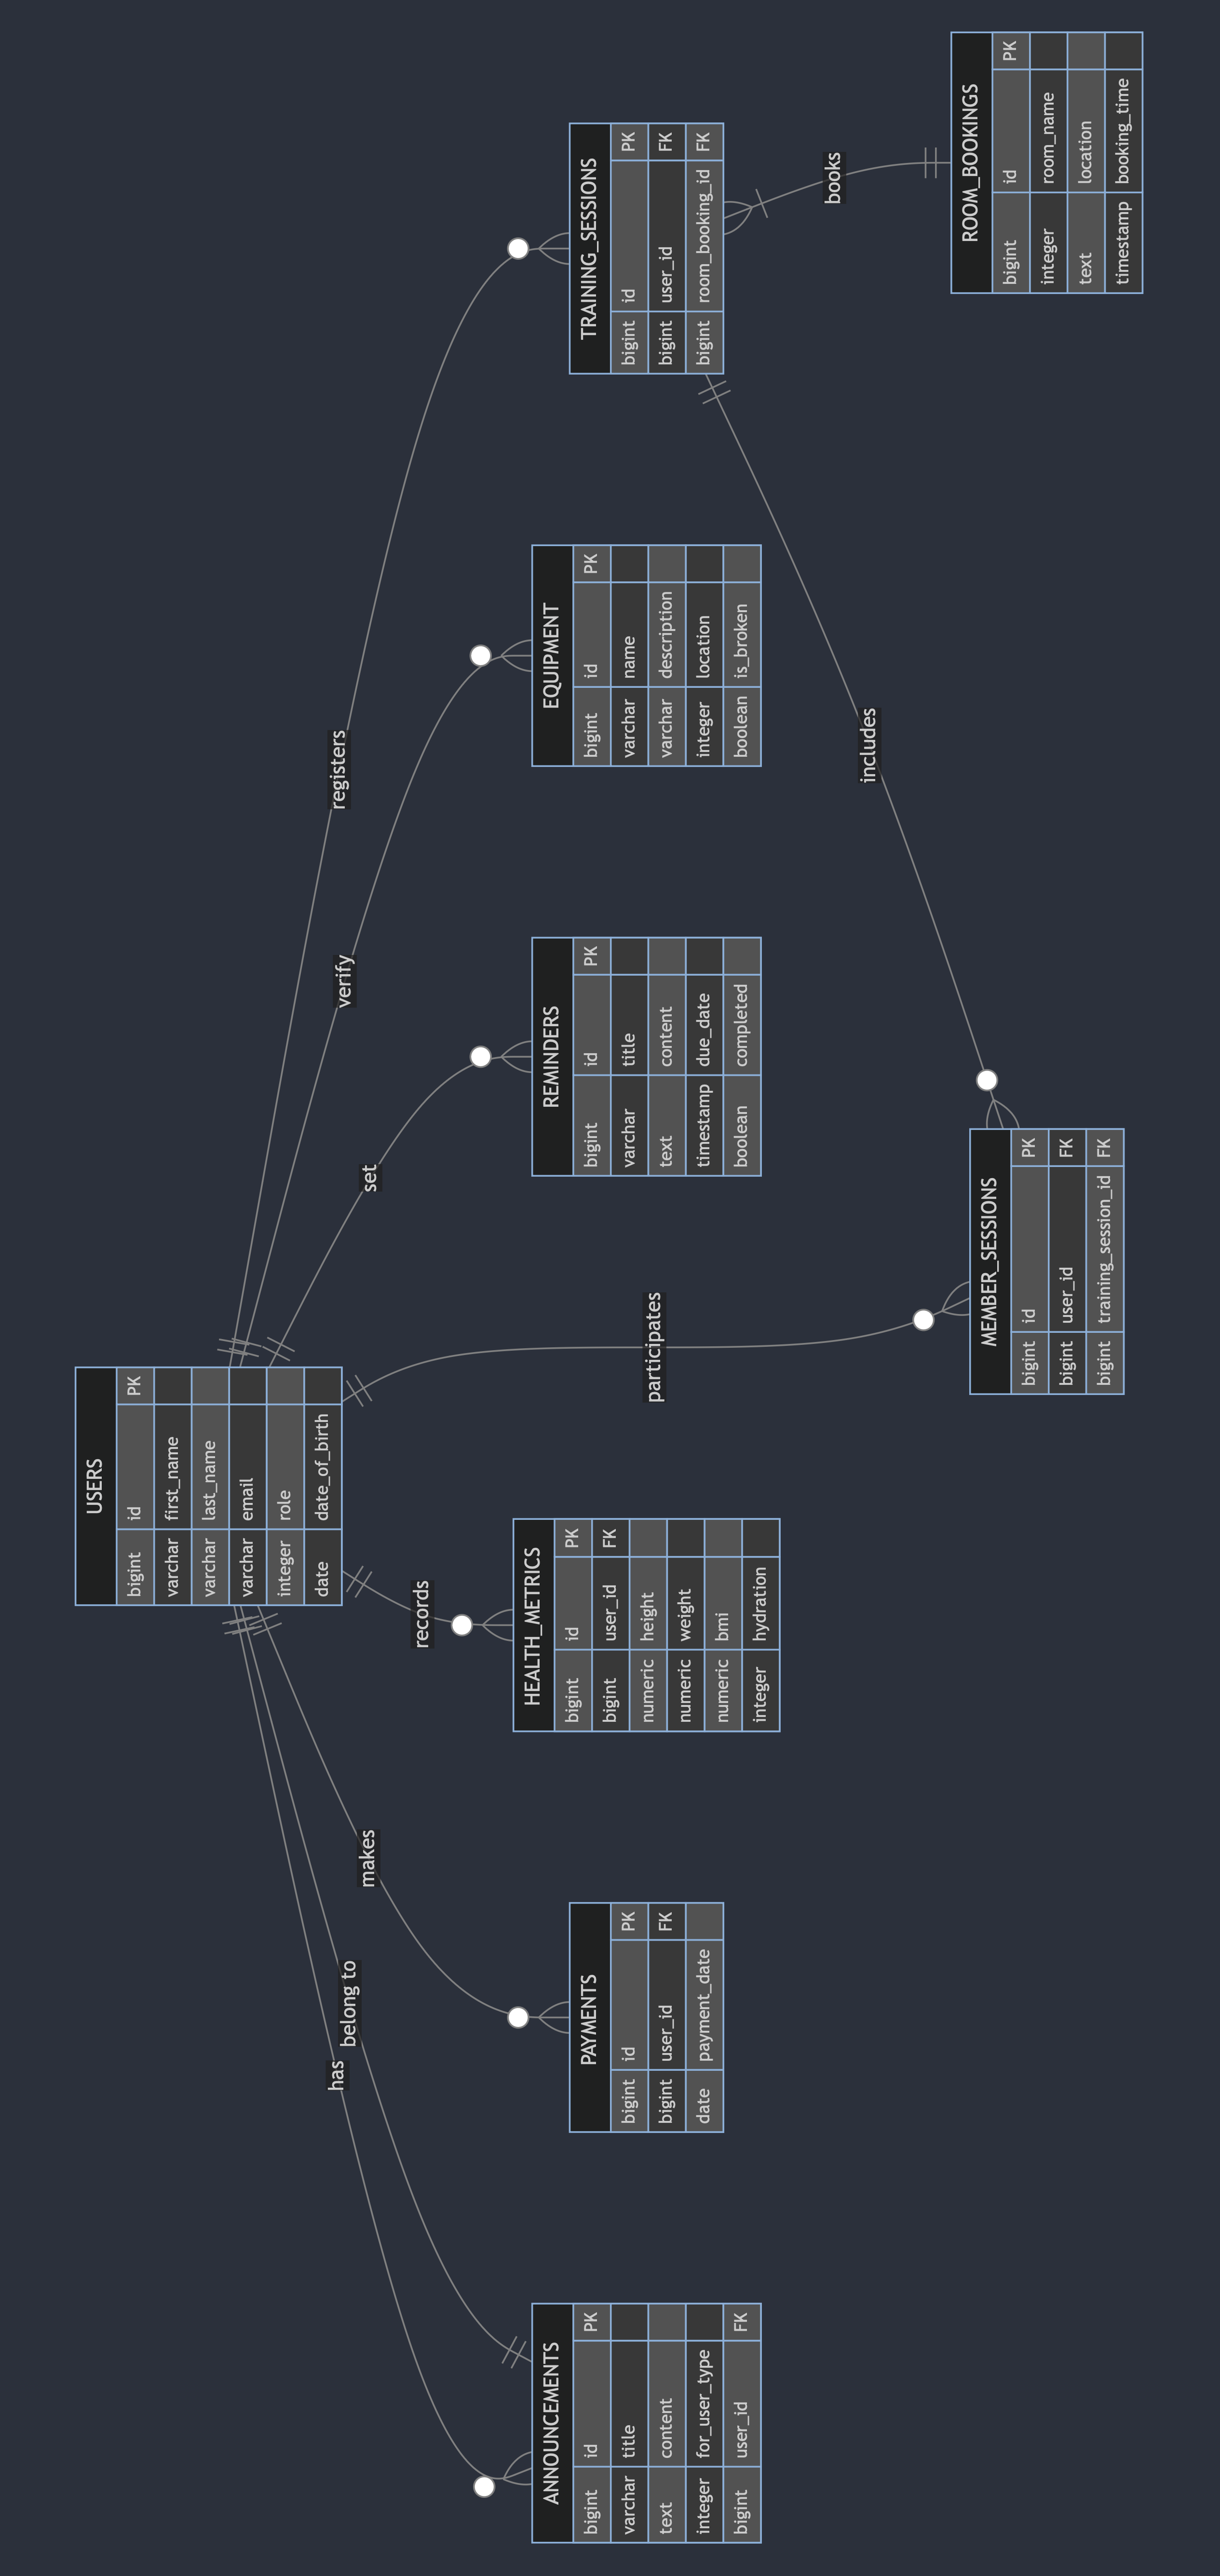 USERS
bigint id PK
varchar first_name
varchar last_name
varchar email
integer role
date date_of_birth
has
belong to
makes
records
participates
set
verify
registers
ANNOUNCEMENTS
bigint id PK
varchar title
text content
integer for_user_type
bigint user_id FK
PAYMENTS
bigint id PK
bigint user_id FK
date payment_date
HEALTH_METRICS
bigint id PK
bigint user_id FK
numeric height
numeric weight
numeric bmi
integer hydration
REMINDERS
bigint id PK
varchar title
text content
timestamp due_date
boolean completed
EQUIPMENT
bigint id PK
varchar name
varchar description
integer location
boolean is_broken
TRAINING_SESSIONS
bigint id PK
bigint user_id FK
bigint room_booking_id FK
includes
books
MEMBER_SESSIONS
bigint id PK
bigint user_id FK
bigint training_session_id FK
ROOM_BOOKINGS
bigint id PK
integer room_name
text location
timestamp booking_time